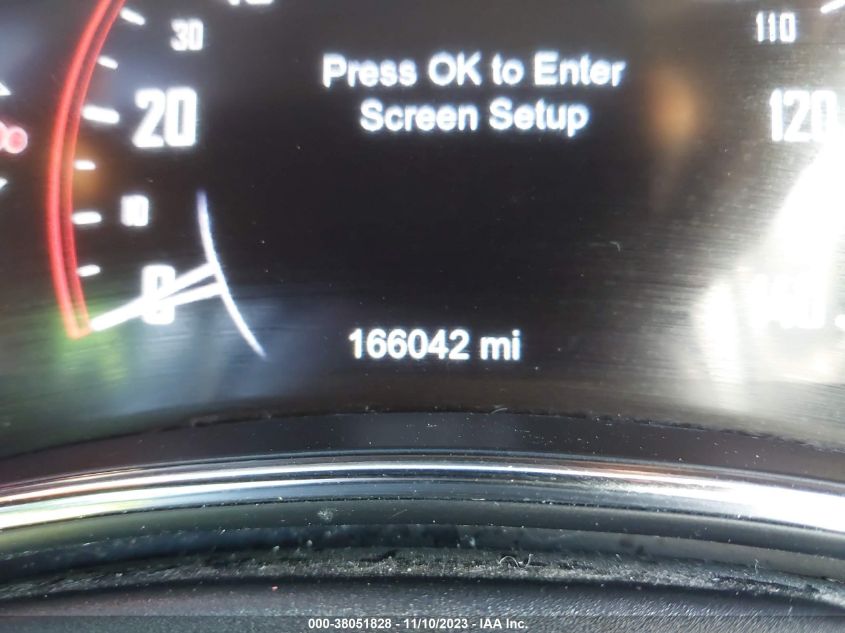 30
Press OK to Enter
Screen Setup
20
10
0
110
120
140
166042 mi
000-38051828 - 11/10/2023 - IAA Inc.